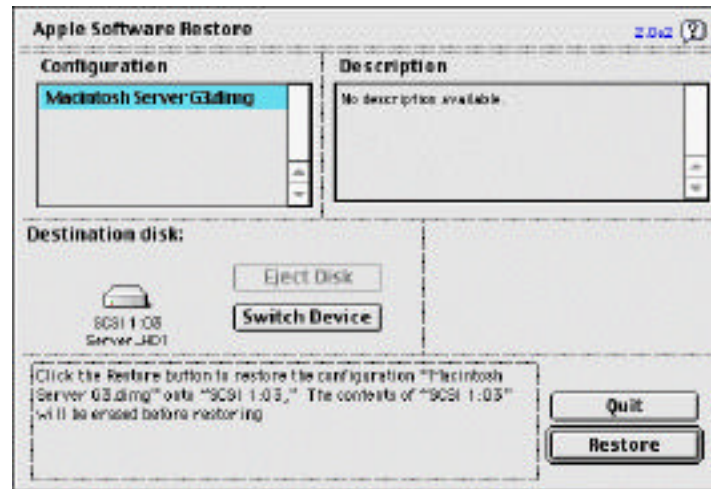 Apple Software Restore
2.0a2
Configuration
Description
Macintosh Server G3.dimg
No description available.
Destination disk:
Eject Disk
Switch Device
SCSI 1:03
Server_HD1
Click the Restore button to restore the configuration "Macintosh
Server G3.dimg" onto "SCSI 1:03," The contents of "SCSI 1:03"
will be erased before restoring
Quit
Restore